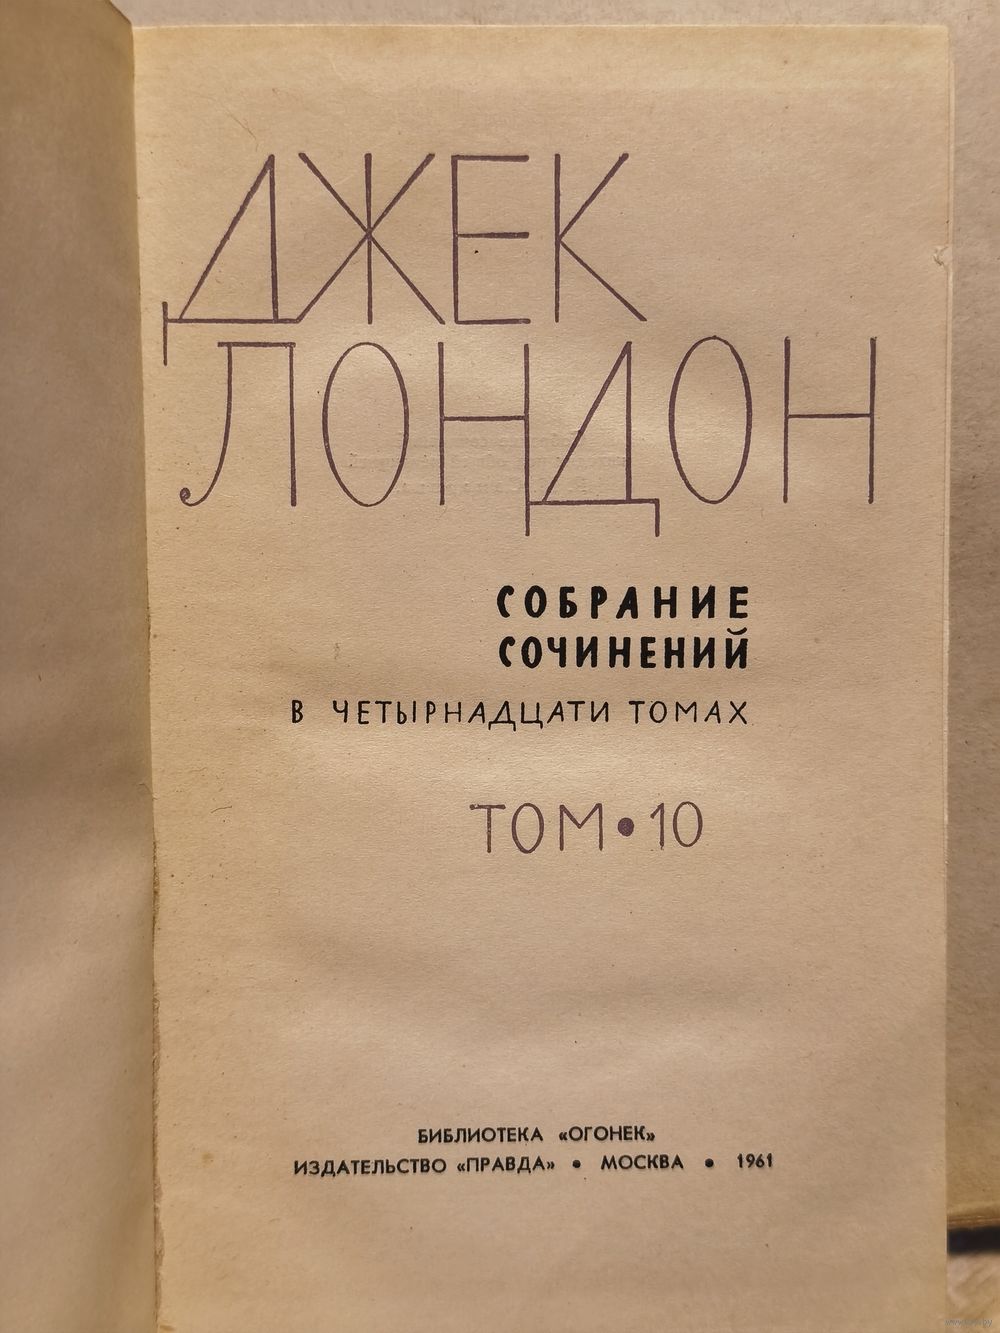 ДЖЕК
ЛОНДОН
СОБРАНИЕ
СОЧИНЕНИЙ
В ЧЕТЫРНАДЦАТИ ТОМАХ
ТОМ • 10
БИБЛИОТЕКА «ОГОНЕК»
ИЗДАТЕЛЬСТВО «ПРАВДА» • МОСКВА • 1961